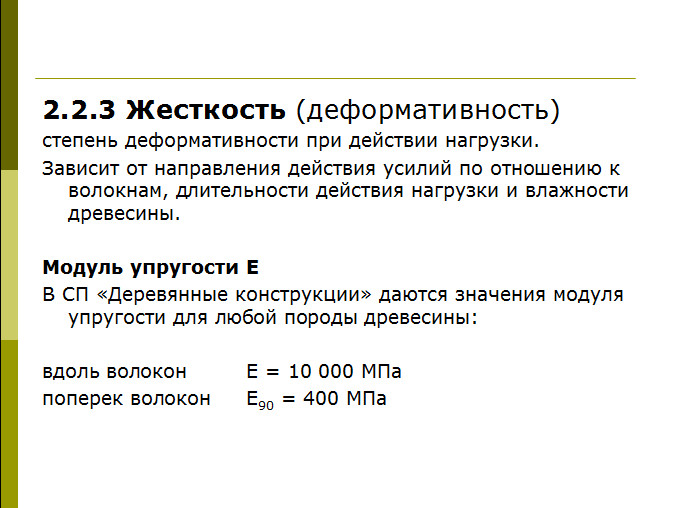 2.2.3 Жесткость (деформативность)
степень деформативности при действии нагрузки.
Зависит от направления действия усилий по отношению к
волокнам, длительности действия нагрузки и влажности
древесины.
Модуль упругости Е
В СП «Деревянные конструкции» даются значения модуля
упругости для любой породы древесины:
вдоль волокон Е = 10 000 МПа
поперек волокон Е90 = 400 МПа